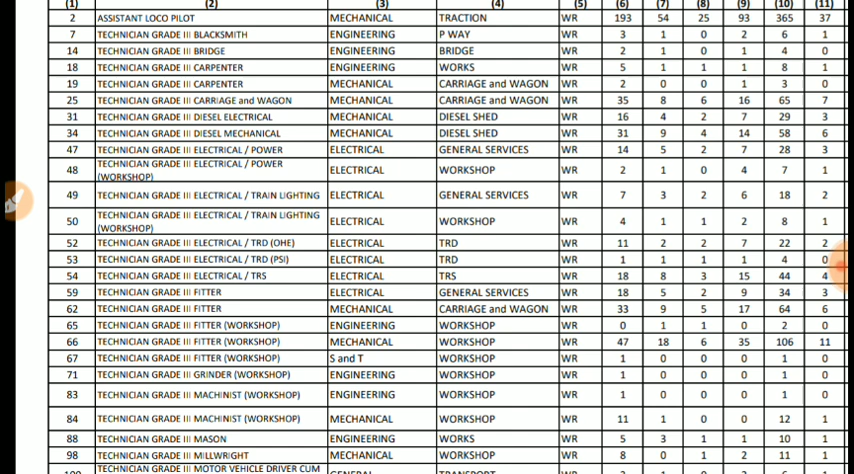 (1) (2) (3) (4) (5) (6) (7) (8) (9) (10) (11)
2 ASSISTANT LOCO PILOT MECHANICAL TRACTION WR 193 54 25 93 365 37
7 TECHNICIAN GRADE III BLACKSMITH ENGINEERING P WAY WR 3 1 0 2 6 1
14 TECHNICIAN GRADE III BRIDGE ENGINEERING BRIDGE WR 2 1 0 1 4 0
18 TECHNICIAN GRADE III CARPENTER ENGINEERING WORKS WR 5 1 1 1 8 1
19 TECHNICIAN GRADE III CARPENTER MECHANICAL CARRIAGE and WAGON WR 2 0 0 1 3 0
25 TECHNICIAN GRADE III CARRIAGE and WAGON MECHANICAL CARRIAGE and WAGON WR 35 8 6 16 65 7
31 TECHNICIAN GRADE III DIESEL ELECTRICAL MECHANICAL DIESEL SHED WR 16 4 2 7 29 3
34 TECHNICIAN GRADE III DIESEL MECHANICAL MECHANICAL DIESEL SHED WR 31 9 4 14 58 6
47 TECHNICIAN GRADE III ELECTRICAL / POWER ELECTRICAL GENERAL SERVICES WR 14 5 2 7 28 3
TECHNICIAN GRADE III ELECTRICAL / POWER
48 (WORKSHOP) ELECTRICAL WORKSHOP WR 2 1 0 4 7 1
49 TECHNICIAN GRADE III ELECTRICAL / TRAIN LIGHTING ELECTRICAL GENERAL SERVICES WR 7 3 2 6 18 2
TECHNICIAN GRADE III ELECTRICAL / TRAIN LIGHTING
50 (WORKSHOP) ELECTRICAL WORKSHOP WR 4 1 1 2 8 1
52 TECHNICIAN GRADE III ELECTRICAL / TRD (OHE) ELECTRICAL TRD WR 11 2 2 7 22 2
53 TECHNICIAN GRADE III ELECTRICAL / TRD (PSI) ELECTRICAL TRD WR 1 1 1 1 4 0
54 TECHNICIAN GRADE III ELECTRICAL / TRS ELECTRICAL TRS WR 18 8 3 15 44 4
59 TECHNICIAN GRADE III FITTER ELECTRICAL GENERAL SERVICES WR 18 5 2 9 34 3
62 TECHNICIAN GRADE III FITTER MECHANICAL CARRIAGE and WAGON WR 33 9 5 17 64 6
65 TECHNICIAN GRADE III FITTER (WORKSHOP) ENGINEERING WORKSHOP WR 0 1 1 0 2 0
66 TECHNICIAN GRADE III FITTER (WORKSHOP) MECHANICAL WORKSHOP WR 47 18 6 35 106 11
67 TECHNICIAN GRADE III FITTER (WORKSHOP) S and T WORKSHOP WR 1 0 0 0 1 0
71 TECHNICIAN GRADE III GRINDER (WORKSHOP) ENGINEERING WORKSHOP WR 1 0 0 0 1 0
83 TECHNICIAN GRADE III MACHINIST (WORKSHOP) ENGINEERING WORKSHOP WR 1 0 0 0 1 0
84 TECHNICIAN GRADE III MACHINIST (WORKSHOP) MECHANICAL WORKSHOP WR 11 1 0 0 12 1
88 TECHNICIAN GRADE III MASON ENGINEERING WORKS WR 5 3 1 1 10 1
98 TECHNICIAN GRADE III MILLWRIGHT MECHANICAL WORKSHOP WR 8 0 1 2 11 1
TECHNICIAN GRADE III MOTOR VEHICLE DRIVER CUM